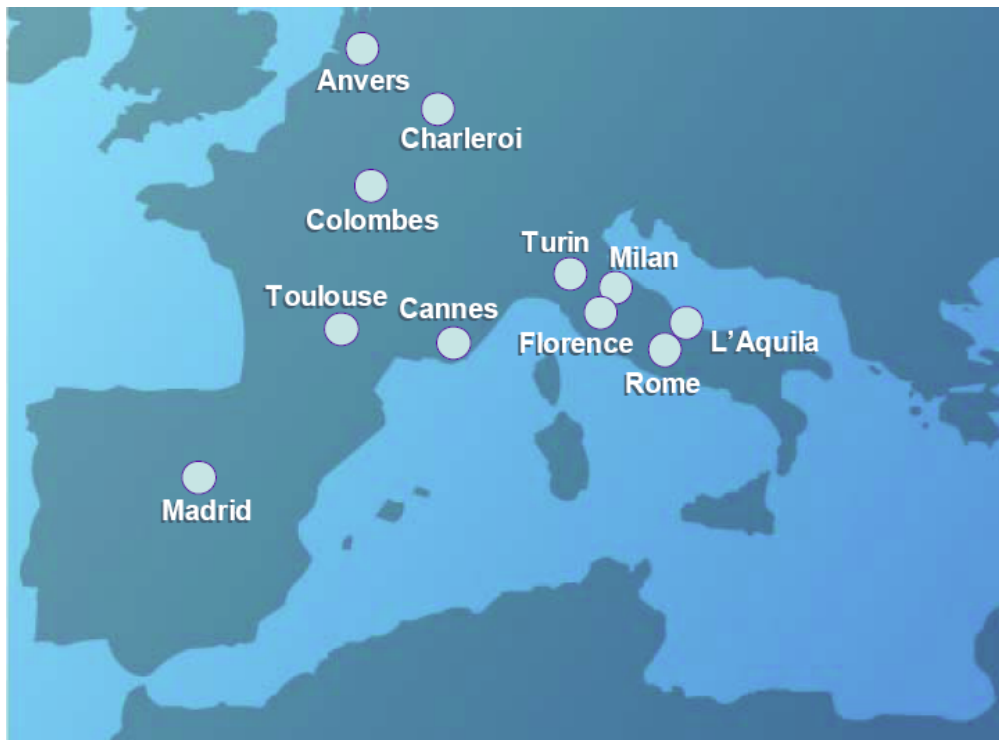 Anvers
Charleroi
Colombes
Turin
Milan
Toulouse
Cannes
Florence
L'Aquila
Rome
Madrid